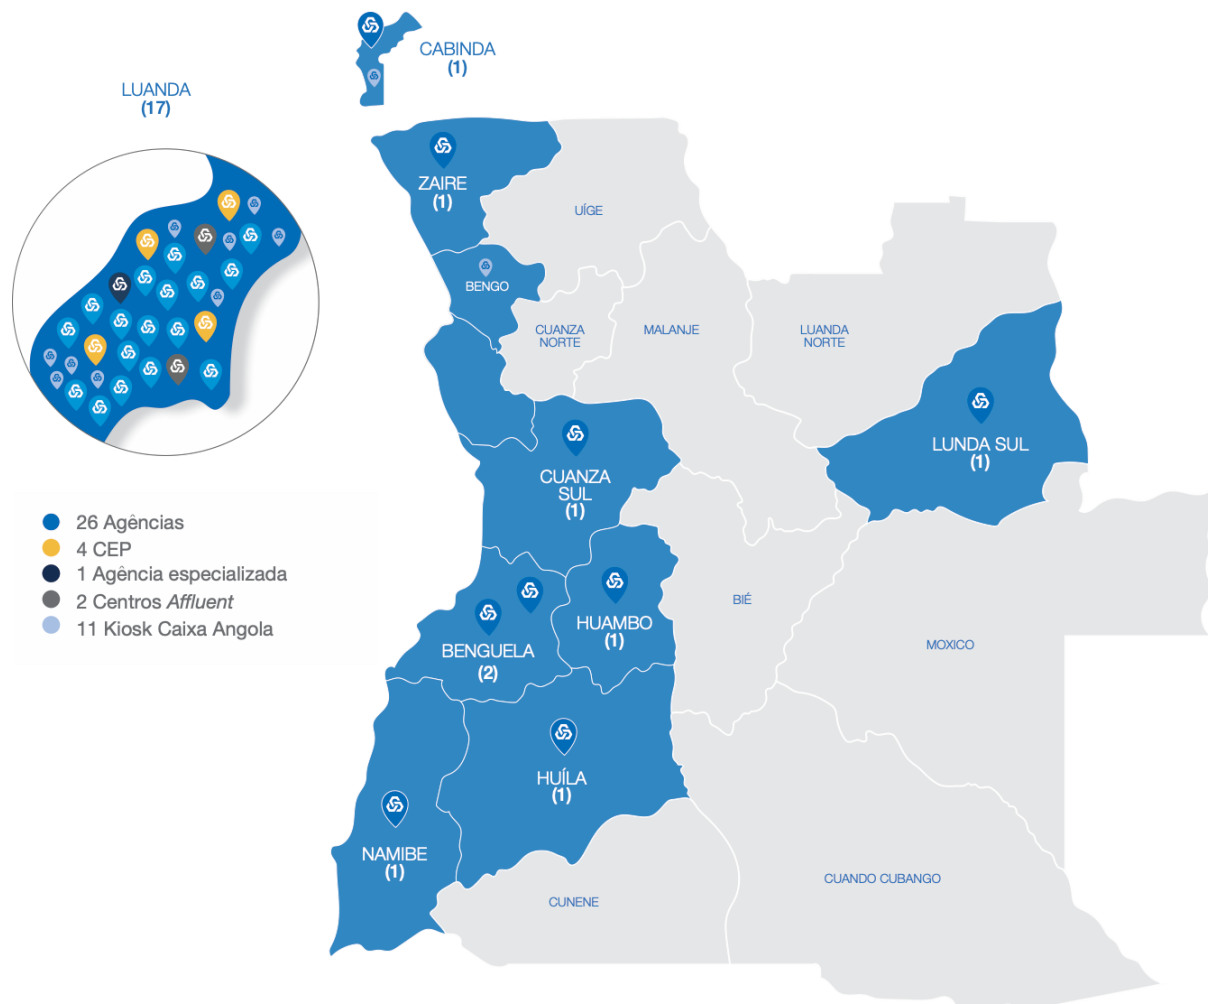 CABINDA
(1)
LUANDA
(17)
ZAIRE
(1)
UÍGE
BENGO
CUANZA
NORTE
MALANJE
LUANDA
NORTE
LUNDA SUL
(1)
CUANZA
SUL
(1)
26 Agências
4 CEP
1 Agência especializada
2 Centros Affluent
11 Kiosk Caixa Angola
BIÉ
HUAMBO
(1)
BENGUELA
(2)
MOXICO
HUÍLA
(1)
NAMIBE
(1)
CUANDO CUBANGO
CUNENE